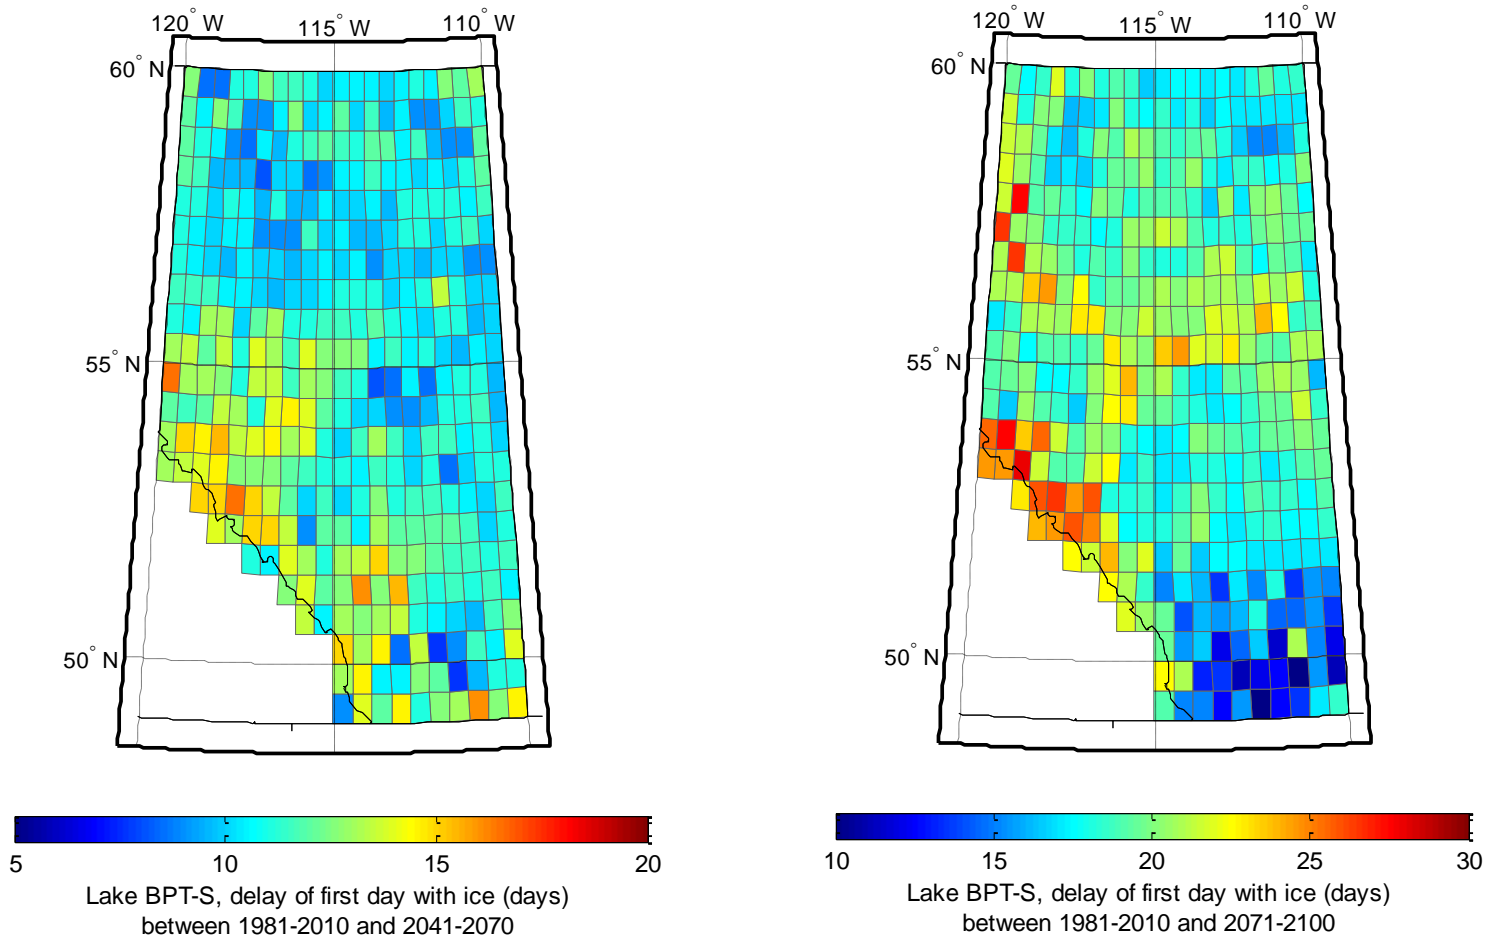 120° W 115° W 110° W
60° N
55° N
50° N
5 10 15 20
Lake BPT-S, delay of first day with ice (days)
between 1981-2010 and 2041-2070
120° W 115° W 110° W
60° N
55° N
50° N
10 15 20 25 30
Lake BPT-S, delay of first day with ice (days)
between 1981-2010 and 2071-2100